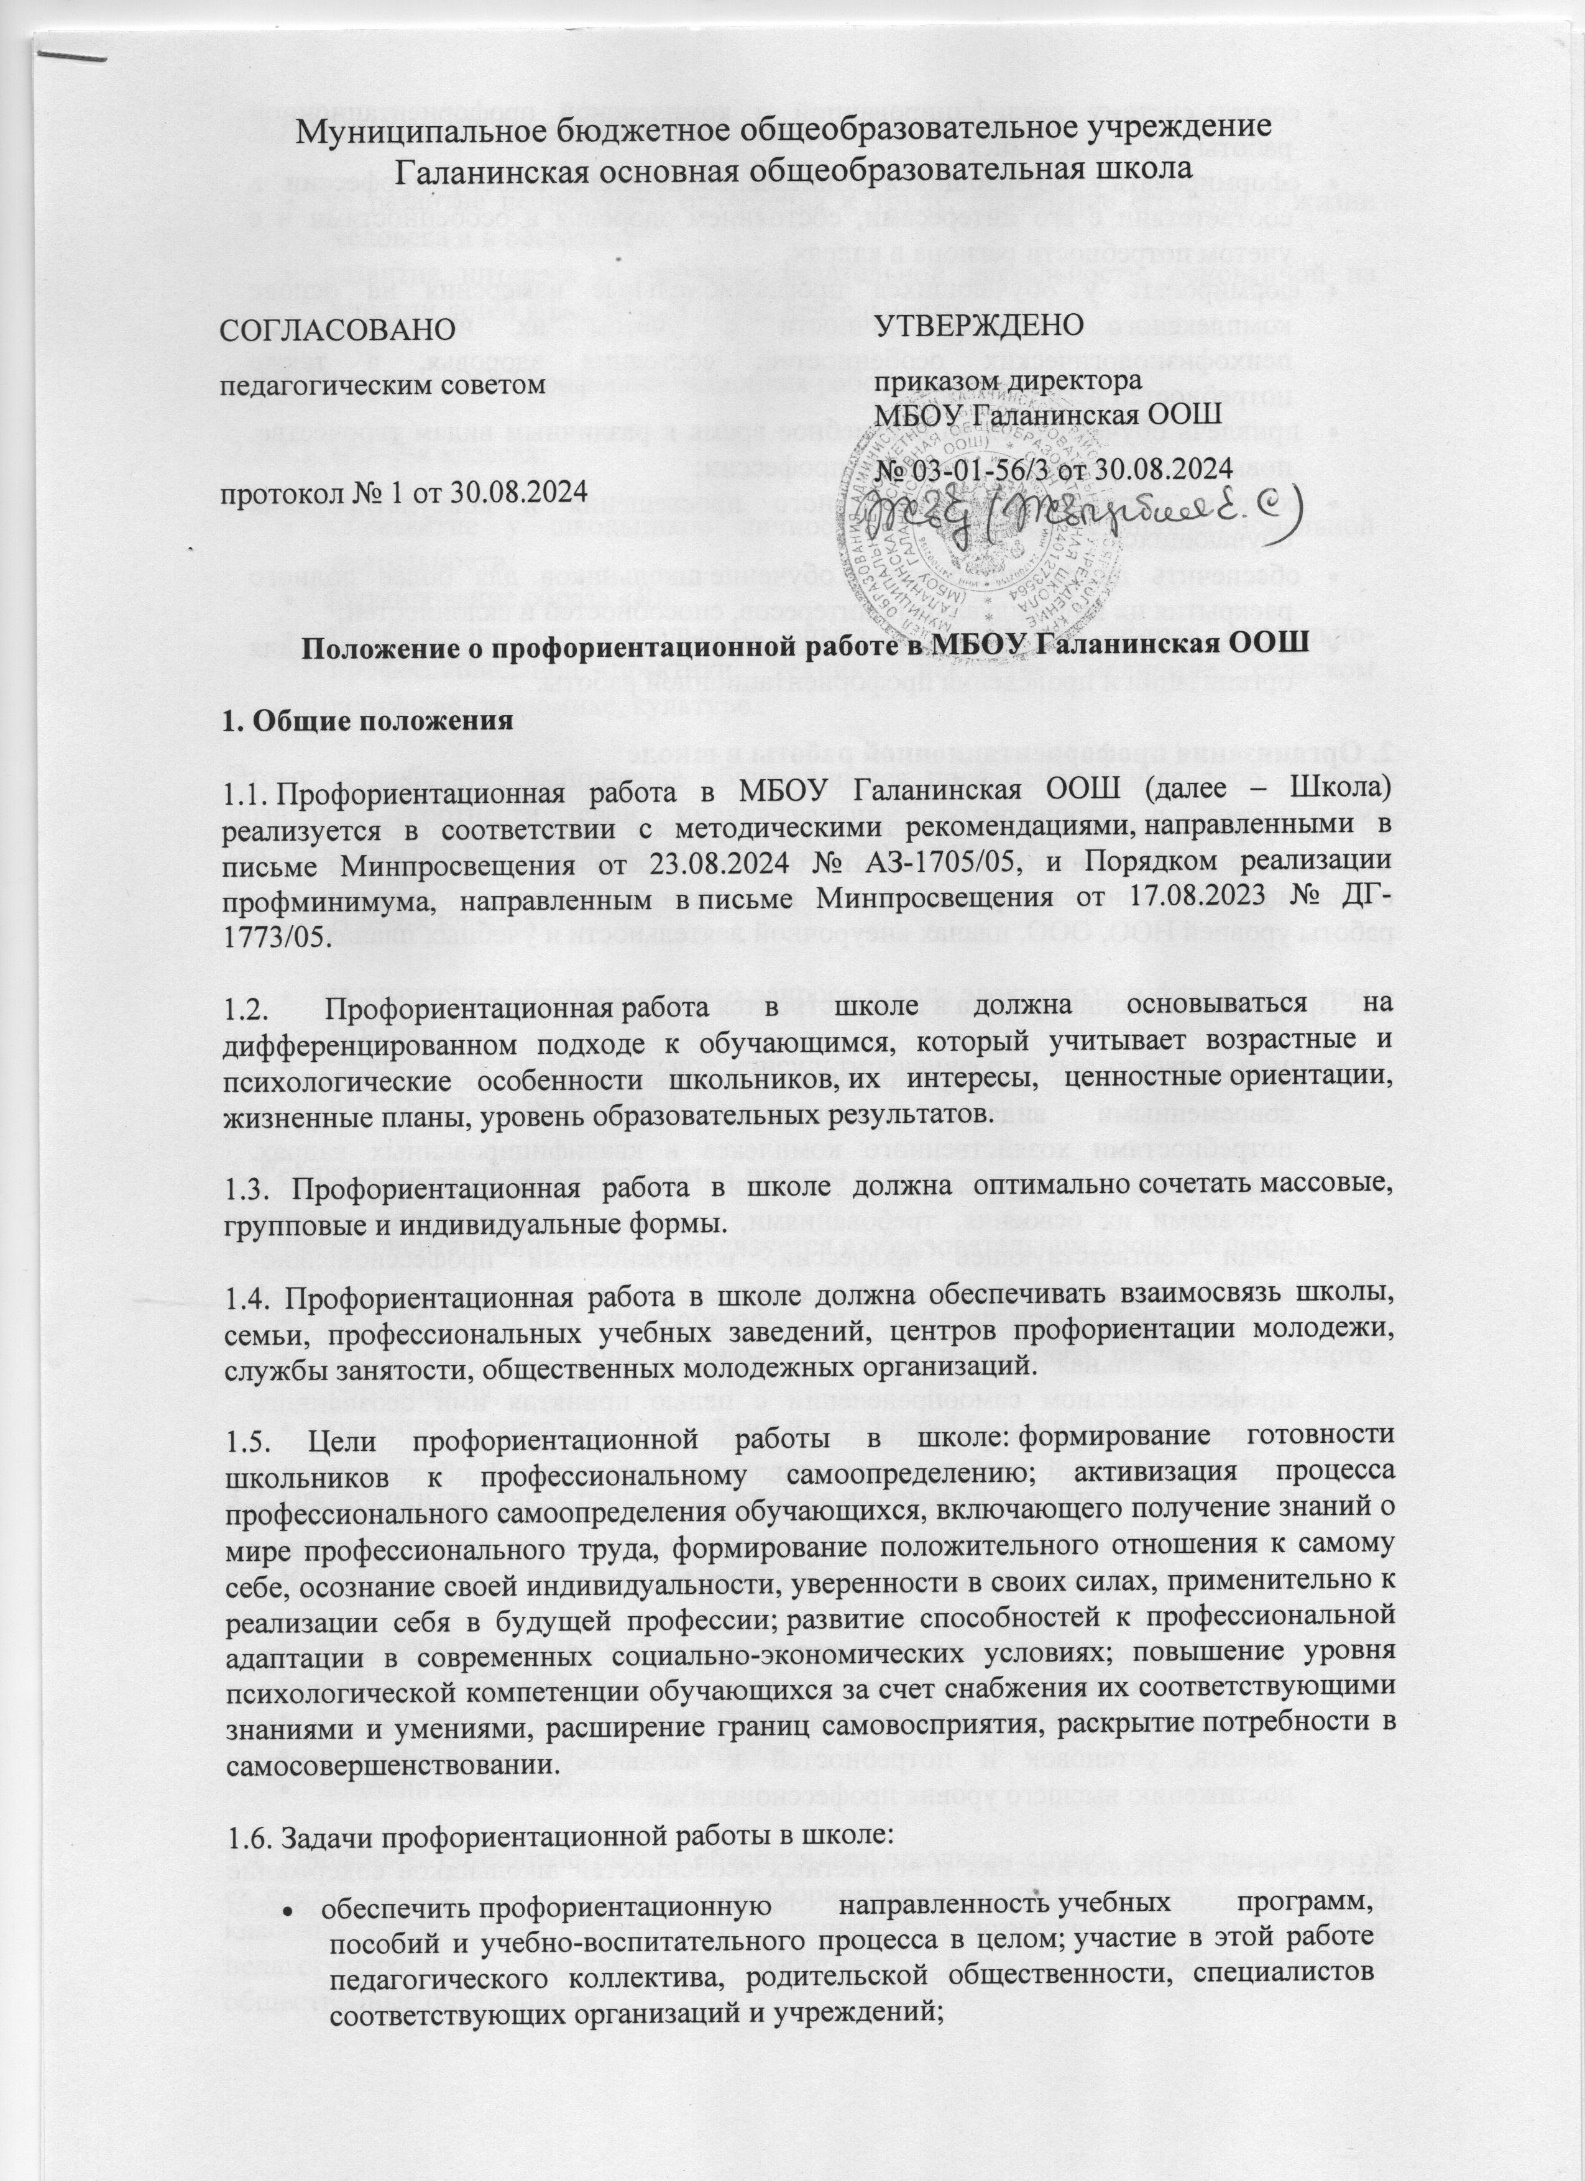 Муниципальное бюджетное общеобразовательное учреждение
Галанинская основная общеобразовательная школа
СОГЛАСОВАНО
педагогическим советом
протокол № 1 от 30.08.2024
УТВЕРЖДЕНО
приказом директора
МБОУ Галанинская ООШ
№ 03-01-56/3 от 30.08.2024
Положение о профориентационной работе в МБОУ Галанинская ООШ
1. Общие положения
1.1. Профориентационная работа в МБОУ Галанинская ООШ (далее – Школа)
реализуется в соответствии с методическими рекомендациями, направленными в
письме Минпросвещения от 23.08.2024 № АЗ-1705/05, и Порядком реализации
профминимума, направленным в письме Минпросвещения от 17.08.2023 № ДГ-
1773/05.
1.2. Профориентационная работа в школе должна основываться на
дифференцированном подходе к обучающимся, который учитывает возрастные и
психологические особенности школьников, их интересы, ценностные ориентации,
жизненные планы, уровень образовательных результатов.
1.3. Профориентационная работа в школе должна оптимально сочетать массовые,
групповые и индивидуальные формы.
1.4. Профориентационная работа в школе должна обеспечивать взаимосвязь школы,
семьи, профессиональных учебных заведений, центров профориентации молодежи,
службы занятости, общественных молодежных организаций.
1.5. Цели профориентационной работы в школе: формирование готовности
школьников к профессиональному самоопределению; активизация процесса
профессионального самоопределения обучающихся, включающего получение знаний о
мире профессионального труда, формирование положительного отношения к самому
себе, осознание своей индивидуальности, уверенности в своих силах, применительно к
реализации себя в будущей профессии; развитие способностей к профессиональной
адаптации в современных социально-экономических условиях; повышение уровня
психологической компетенции обучающихся за счет снабжения их соответствующими
знаниями и умениями, расширение границ самовосприятия, раскрытие потребности в
самосовершенствовании.
1.6. Задачи профориентационной работы в школе:
• обеспечить профориентационную направленность учебных программ,
пособий и учебно-воспитательного процесса в целом; участие в этой работе
педагогического коллектива, родительской общественности, специалистов
соответствующих организаций и учреждений;